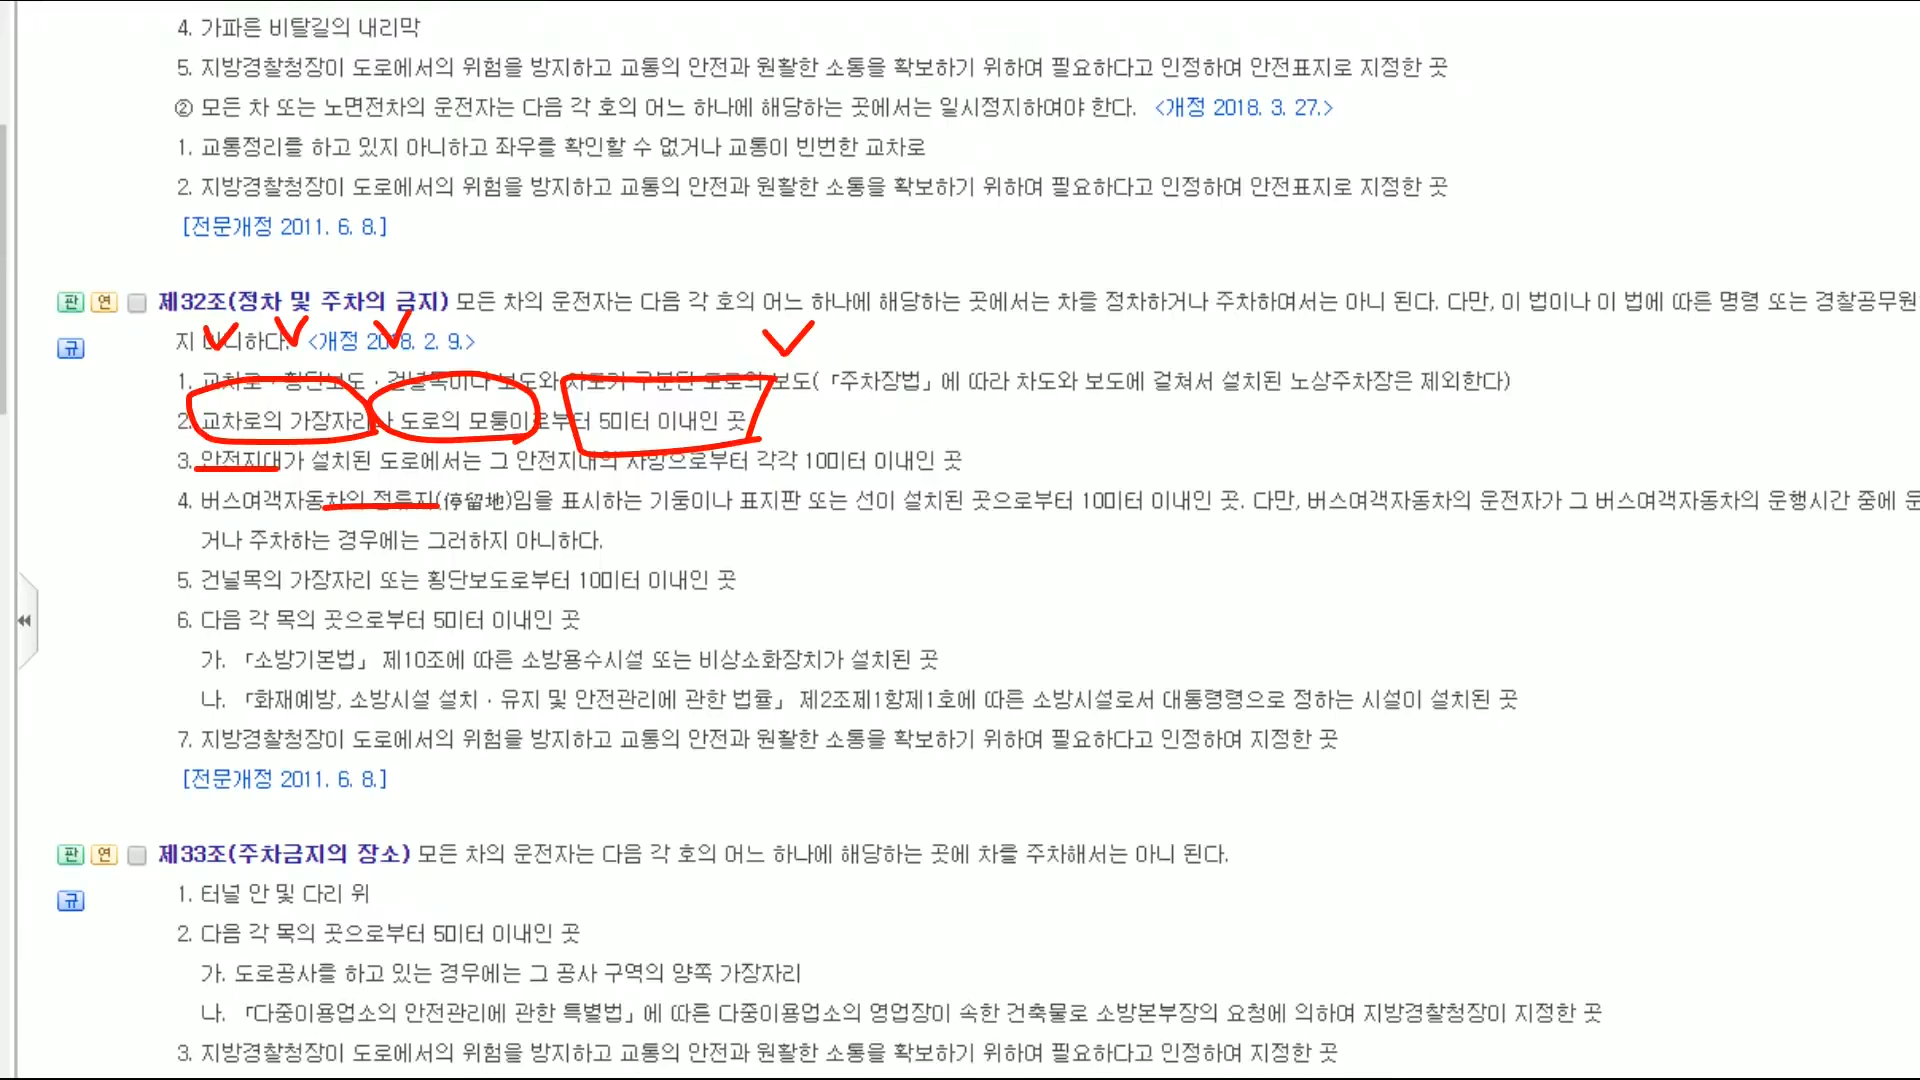 4. 가파른 비탈길의 내리막
5. 지방경찰청장이 도로에서의 위험을 방지하고 교통의 안전과 원활한 소통을 확보하기 위하여 필요하다고 인정하여 안전표지로 지정한 곳
② 모든 차 또는 노면전차의 운전자는 다음 각 호의 어느 하나에 해당하는 곳에서는 일시정지하여야 한다. <개정 2018. 3. 27.>
1. 교통정리를 하고 있지 아니하고 좌우를 확인할 수 없거나 교통이 빈번한 교차로
2. 지방경찰청장이 도로에서의 위험을 방지하고 교통의 안전과 원활한 소통을 확보하기 위하여 필요하다고 인정하여 안전표지로 지정한 곳
[전문개정 2011. 6. 8.]
판 연 제32조(정차 및 주차의 금지) 모든 차의 운전자는 다음 각 호의 어느 하나에 해당하는 곳에서는 차를 정차하거나 주차하여서는 아니 된다. 다만, 이 법이나 이 법에 따른 명령 또는 경찰공무원
규 지 아니하다. <개정 2018. 2. 9.>
1. 교차로·횡단보도·건널목이나 보도와 차도가 구분된 도로의 보도(「주차장법」에 따라 차도와 보도에 걸쳐서 설치된 노상주차장은 제외한다)
2. 교차로의 가장자리나 도로의 모퉁이로부터 5미터 이내인 곳
3. 안전지대가 설치된 도로에서는 그 안전지대의 사방으로부터 각각 10미터 이내인 곳
4. 버스여객자동차의 정류지(停留地)임을 표시하는 기둥이나 표지판 또는 선이 설치된 곳으로부터 10미터 이내인 곳. 다만, 버스여객자동차의 운전자가 그 버스여객자동차의 운행시간 중에 운
거나 주차하는 경우에는 그러하지 아니하다.
5. 건널목의 가장자리 또는 횡단보도로부터 10미터 이내인 곳
6. 다음 각 목의 곳으로부터 5미터 이내인 곳
가. 「소방기본법」 제10조에 따른 소방용수시설 또는 비상소화장치가 설치된 곳
나. 「화재예방, 소방시설 설치·유지 및 안전관리에 관한 법률」 제2조제1항제1호에 따른 소방시설로서 대통령령으로 정하는 시설이 설치된 곳
7. 지방경찰청장이 도로에서의 위험을 방지하고 교통의 안전과 원활한 소통을 확보하기 위하여 필요하다고 인정하여 지정한 곳
[전문개정 2011. 6. 8.]
판 연 제33조(주차금지의 장소) 모든 차의 운전자는 다음 각 호의 어느 하나에 해당하는 곳에 차를 주차해서는 아니 된다.
규 1. 터널 안 및 다리 위
2. 다음 각 목의 곳으로부터 5미터 이내인 곳
가. 도로공사를 하고 있는 경우에는 그 공사 구역의 양쪽 가장자리
나. 「다중이용업소의 안전관리에 관한 특별법」에 따른 다중이용업소의 영업장이 속한 건축물로 소방본부장의 요청에 의하여 지방경찰청장이 지정한 곳
3. 지방경찰청장이 도로에서의 위험을 방지하고 교통의 안전과 원활한 소통을 확보하기 위하여 필요하다고 인정하여 지정한 곳